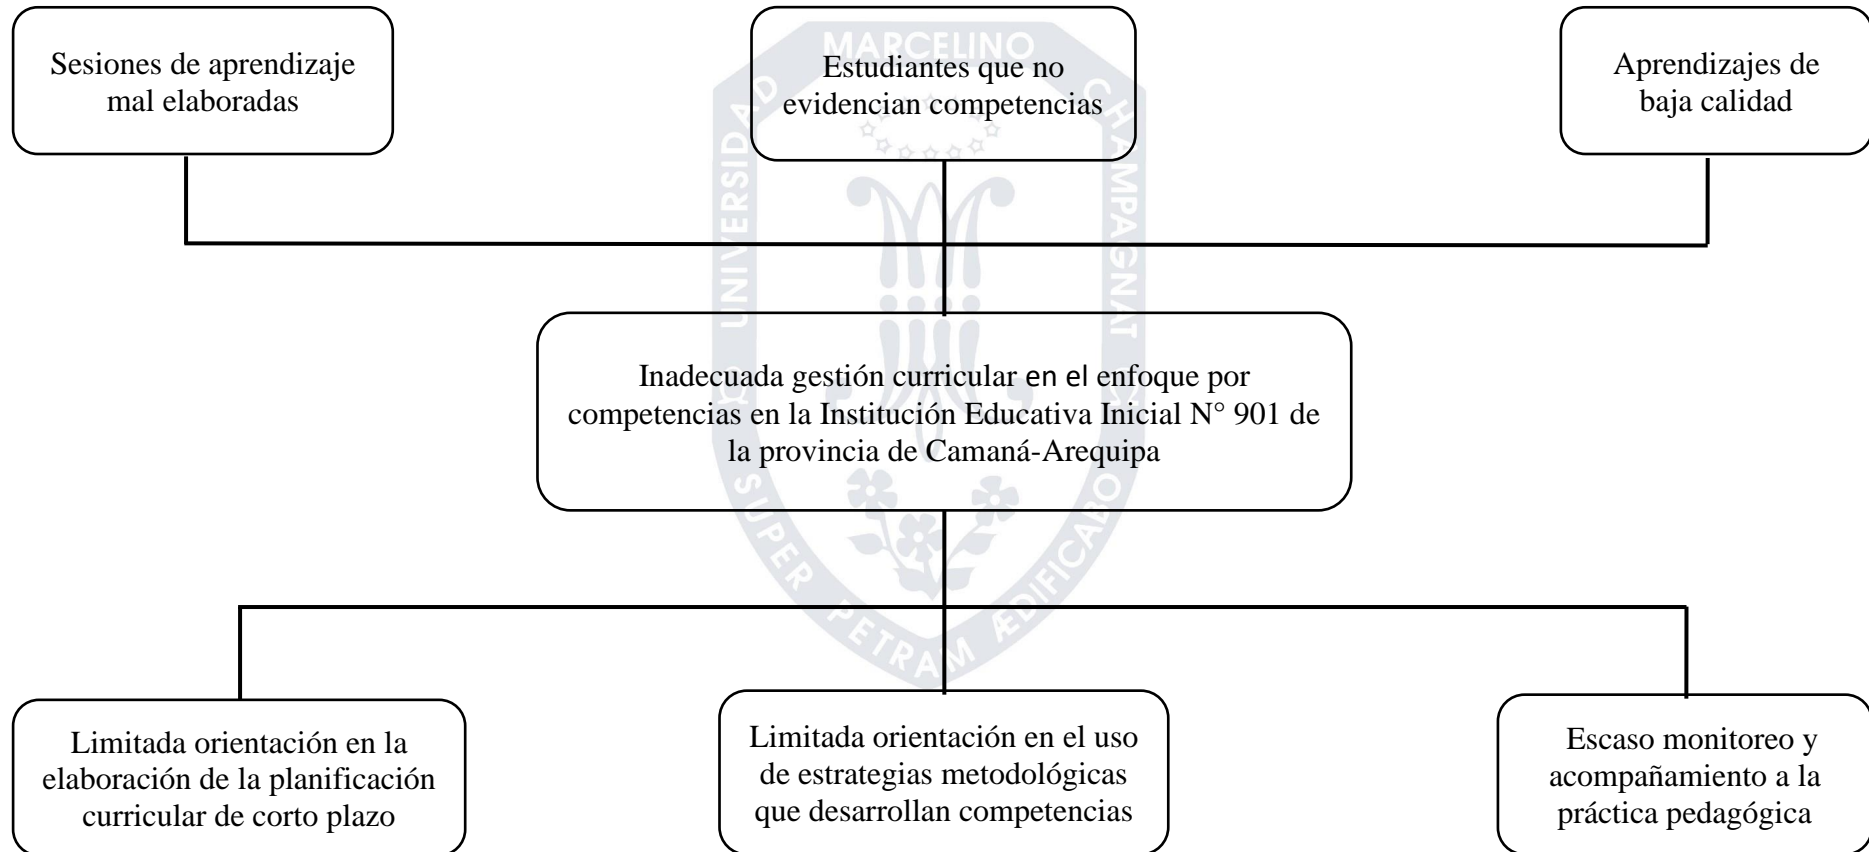 Sesiones de aprendizaje
mal elaboradas
Estudiantes que no
evidencian competencias
Aprendizajes de
baja calidad
Inadecuada gestión curricular en el enfoque por
competencias en la Institución Educativa Inicial N° 901 de
la provincia de Camaná-Arequipa
Limitada orientación en la
elaboración de la planificación
curricular de corto plazo
Limitada orientación en el uso
de estrategias metodológicas
que desarrollan competencias
Escaso monitoreo y
acompañamiento a la
práctica pedagógica
UNIVERSIDAD MARCELINO CHAMPAGNAT
SUPER PETRAM ÆDIFICABO